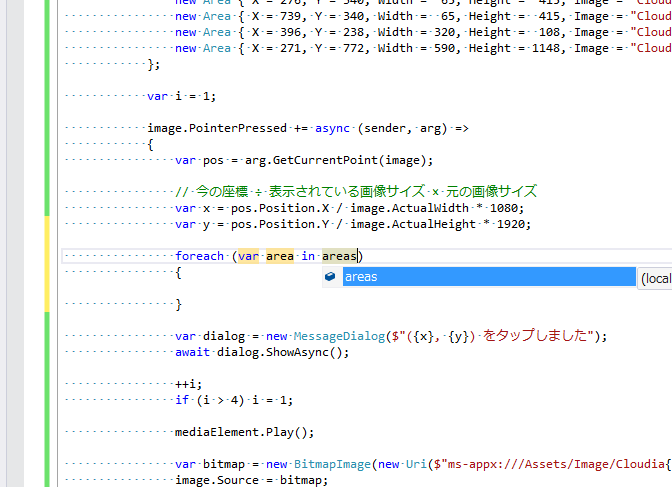 new Area { X = 276, Y = 340, Width = 65, Height = 415, Image = "Cloud
new Area { X = 739, Y = 340, Width = 65, Height = 415, Image = "Cloud
new Area { X = 396, Y = 238, Width = 320, Height = 108, Image = "Cloud
new Area { X = 271, Y = 772, Width = 590, Height = 1148, Image = "Cloud
};
var i = 1;
image.PointerPressed += async (sender, arg) =>
{
var pos = arg.GetCurrentPoint(image);
// 今の座標 ÷ 表示されている画像サイズ × 元の画像サイズ
var x = pos.Position.X / image.ActualWidth * 1080;
var y = pos.Position.Y / image.ActualHeight * 1920;
foreach (var area in areas)
{
areas
(local
}
var dialog = new MessageDialog($"({x}, {y}) をタップしました");
await dialog.ShowAsync();
++i;
if (i > 4) i = 1;
mediaElement.Play();
var bitmap = new BitmapImage(new Uri($"ms-appx:///Assets/Image/Cloudia{
image.Source = bitmap;